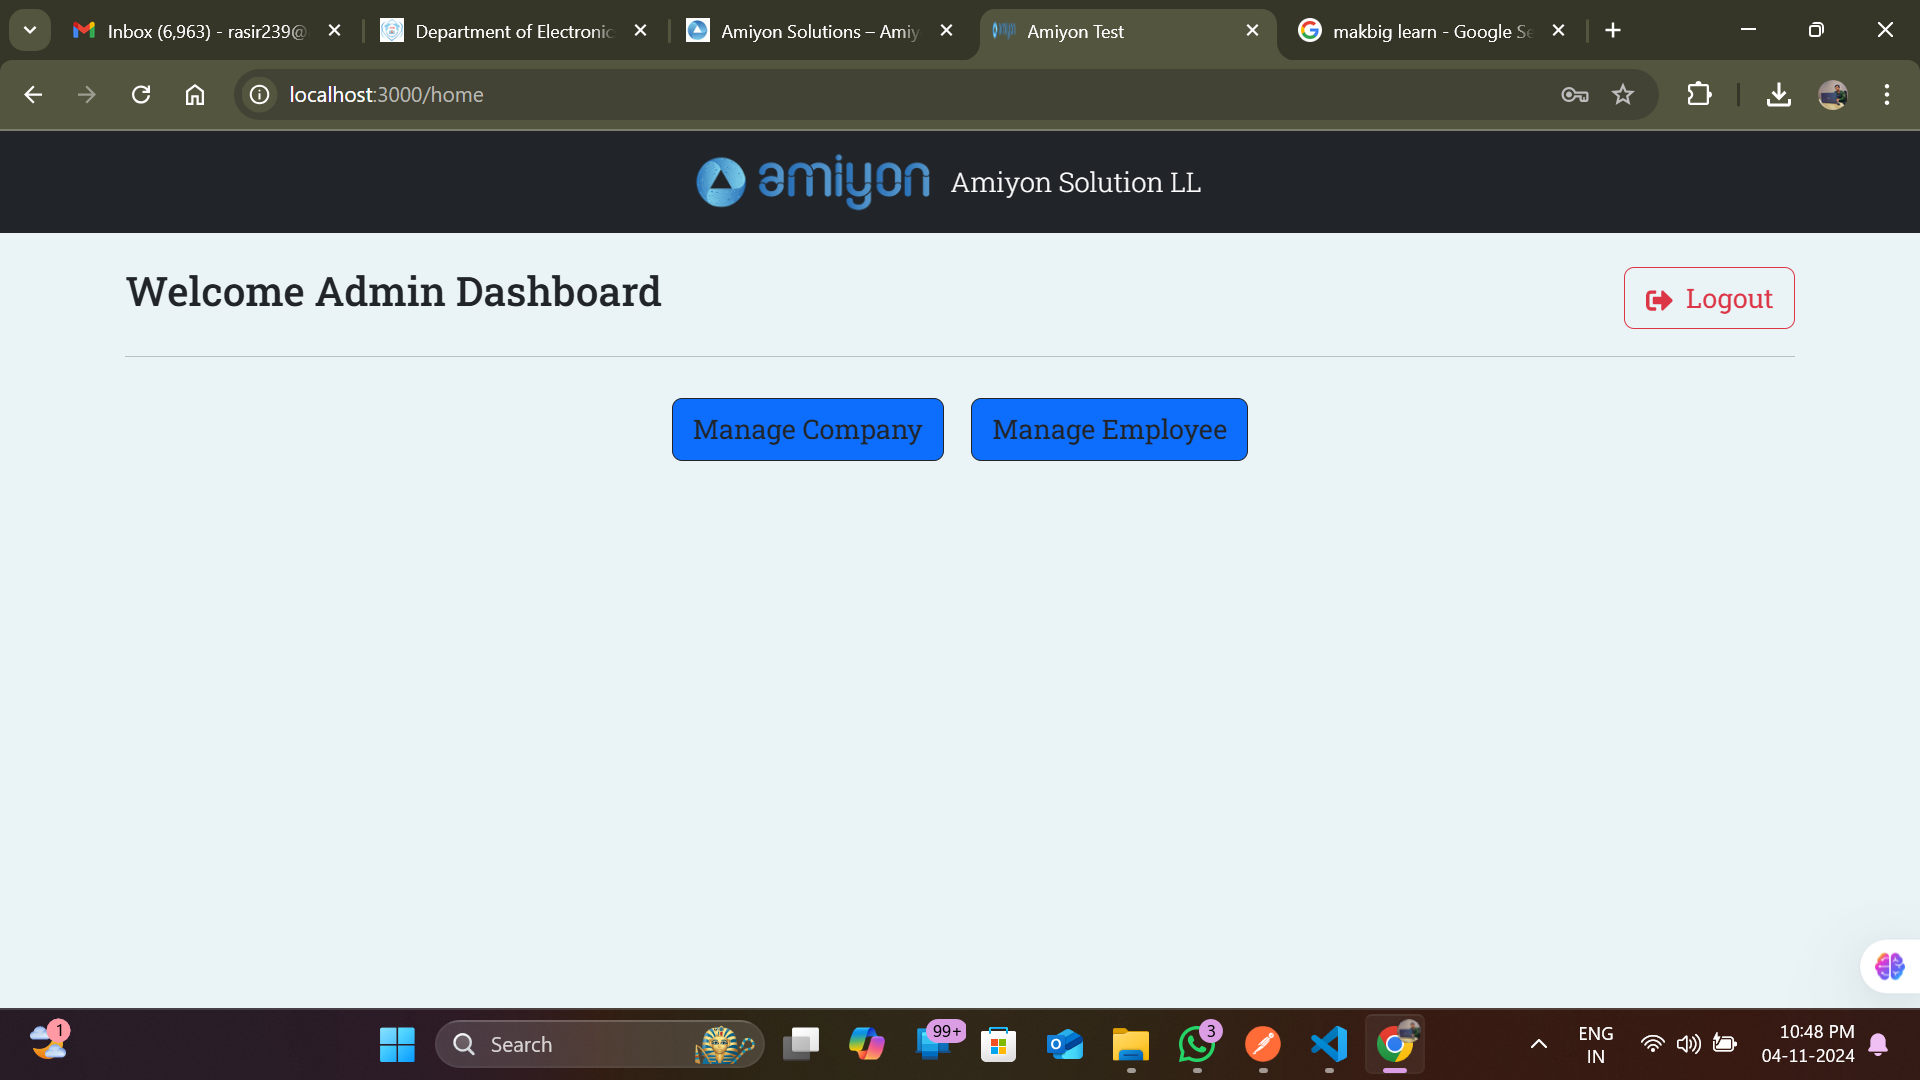 Inbox (6,963) - rasir239@
Department of Electronic
Amiyon Solutions – Amiy
Amiyon Test
makbig learn - Google Se
localhost:3000/home
amiyon
Amiyon Solution LL
Welcome Admin Dashboard
Logout
Manage Company
Manage Employee
1
Search
99+
3
ENG
IN
10:48 PM
04-11-2024